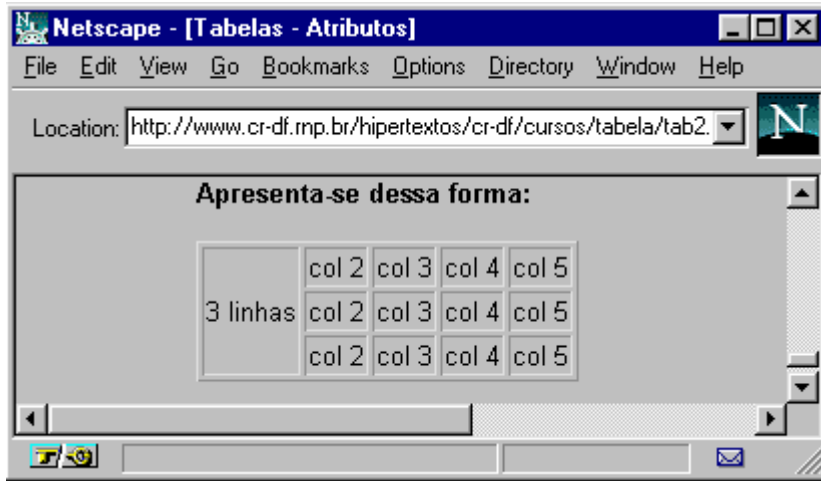 Netscape - [Tabelas - Atributos]
File Edit View Go Bookmarks Options Directory Window Help
Location: http://www.cr-df.rnp.br/hipertextos/cr-df/cursos/tabela/tab2.
N
Apresenta-se dessa forma:
3 linhas
col 2 col 3 col 4 col 5
col 2 col 3 col 4 col 5
col 2 col 3 col 4 col 5